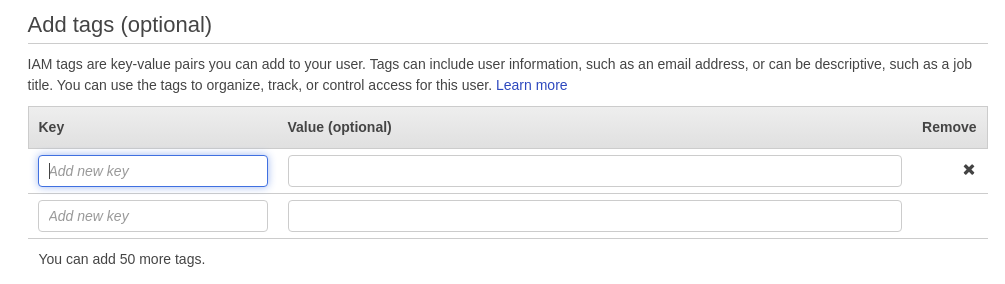 Add tags (optional)
IAM tags are key-value pairs you can add to your user. Tags can include user information, such as an email address, or can be descriptive, such as a job
title. You can use the tags to organize, track, or control access for this user. Learn more
Key Value (optional) Remove
Add new key
Add new key
You can add 50 more tags.